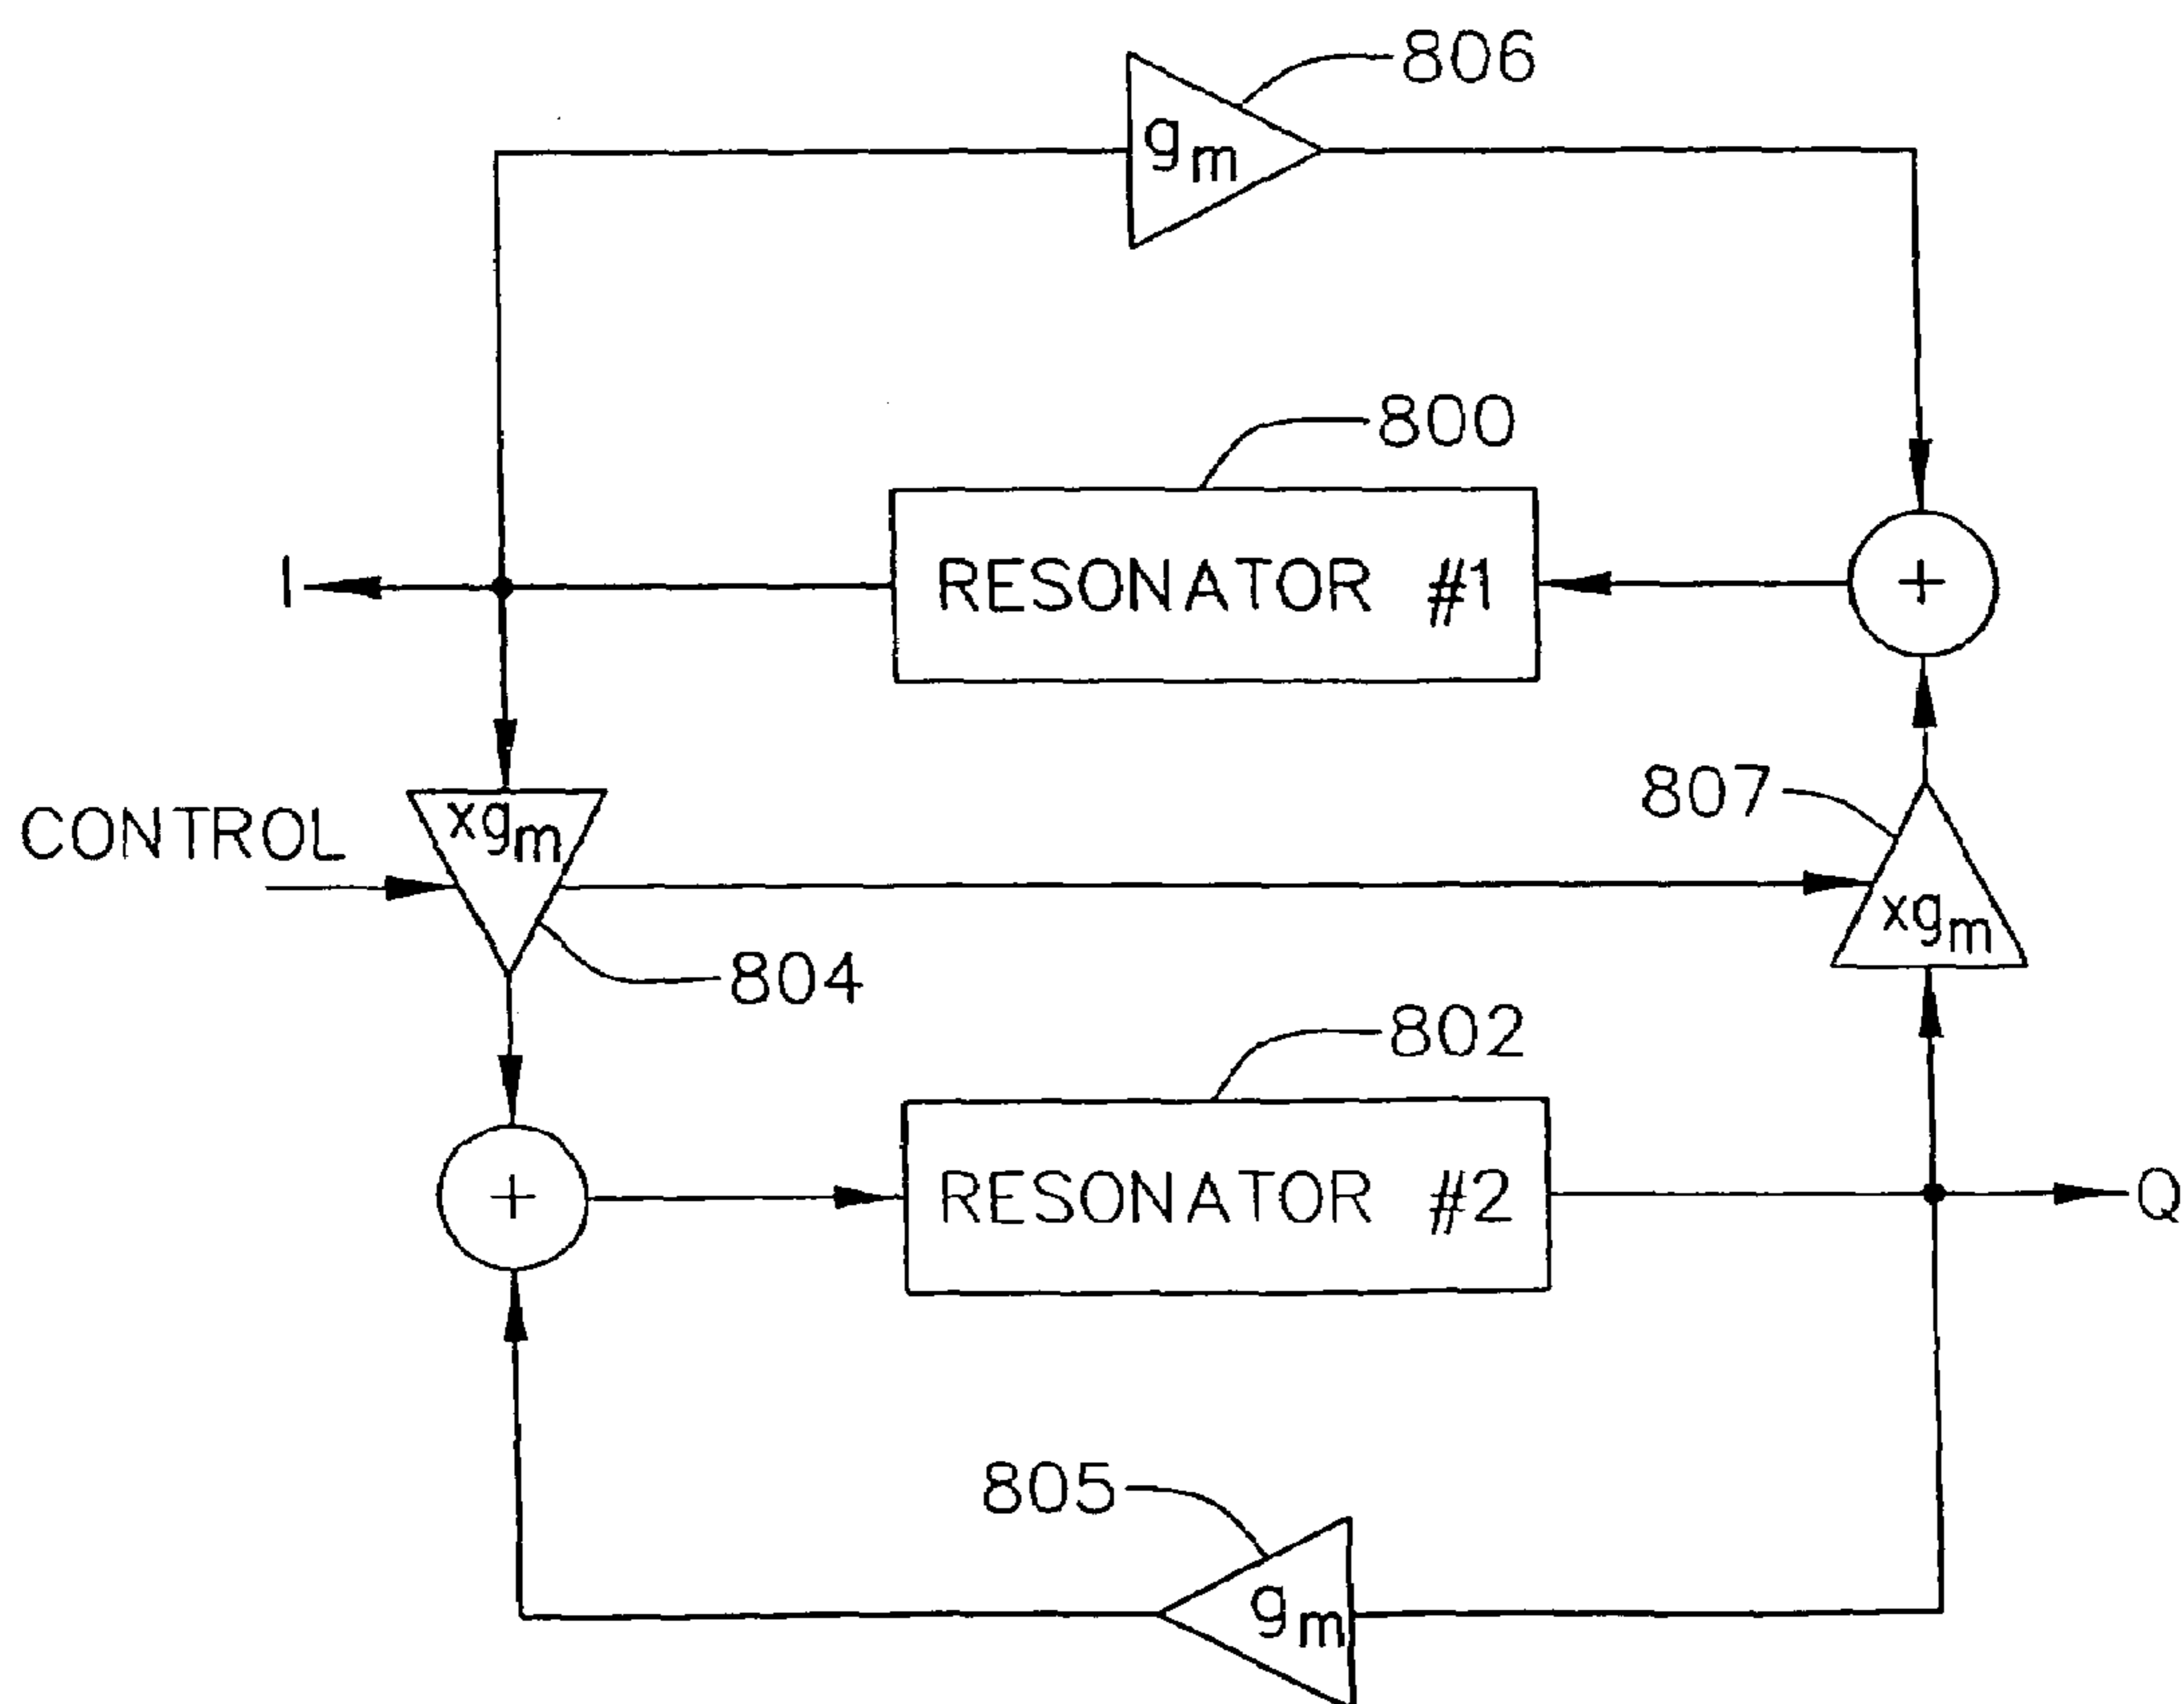 806
gm
800
I
RESONATOR #1
+
807
CONTROL
xgm
xgm
804
802
+
RESONATOR #2
Q
805
gm